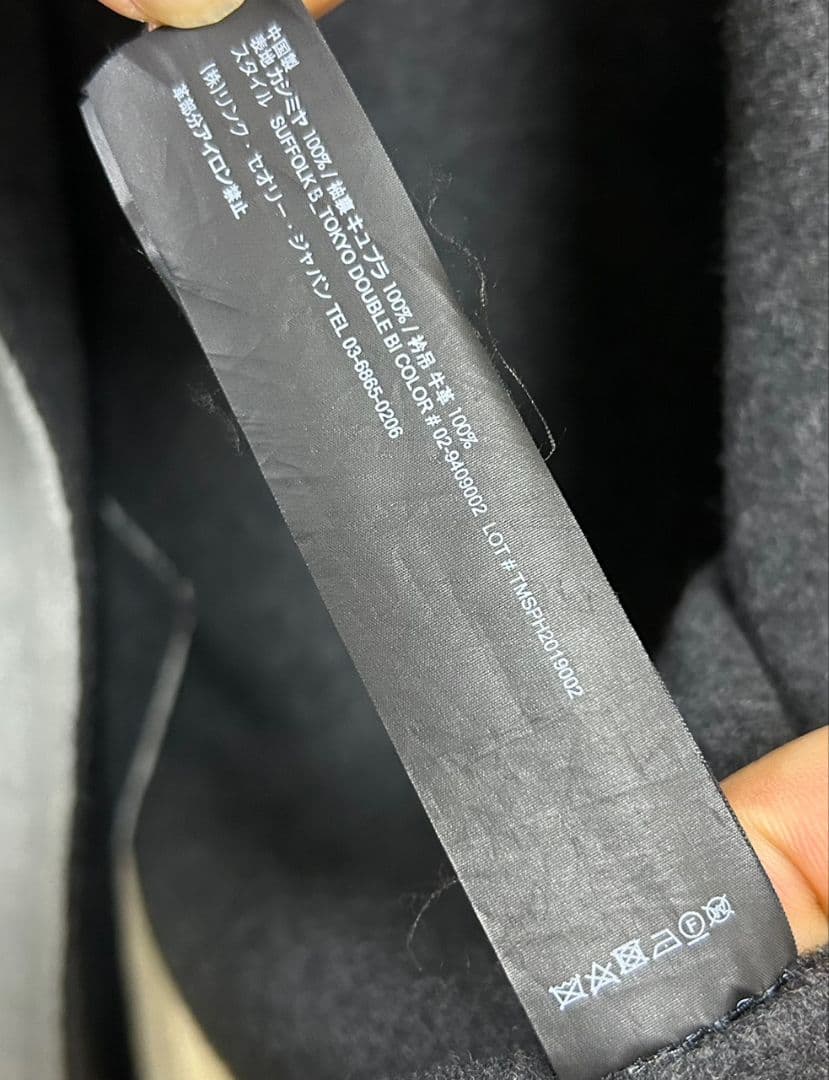 中国製
表地 カシミヤ 100% / 袖裏 キュプラ 100% / 衿吊 牛革 100%
スタイル SUFFOLK B_TOKYO DOUBLE BI COLOR # 02-9409002 LOT # TMSPH2019002
(株)リンク・セオリー・ジャパン TEL 03-6865-0206
革部分アイロン禁止
F
W